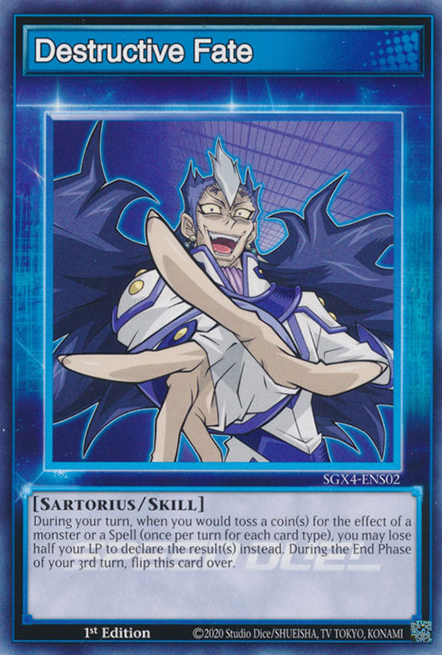 Destructive Fate
SGX4-ENS02
[SARTORIUS/SKILL]
During your turn, when you would toss a coin(s) for the effect of a
monster or a Spell (once per turn for each card type), you may lose
half your LP to declare the result(s) instead. During the End Phase
of your 3rd turn, flip this card over.
1st Edition
©2020 Studio Dice/SHUEISHA, TV TOKYO, KONAMI